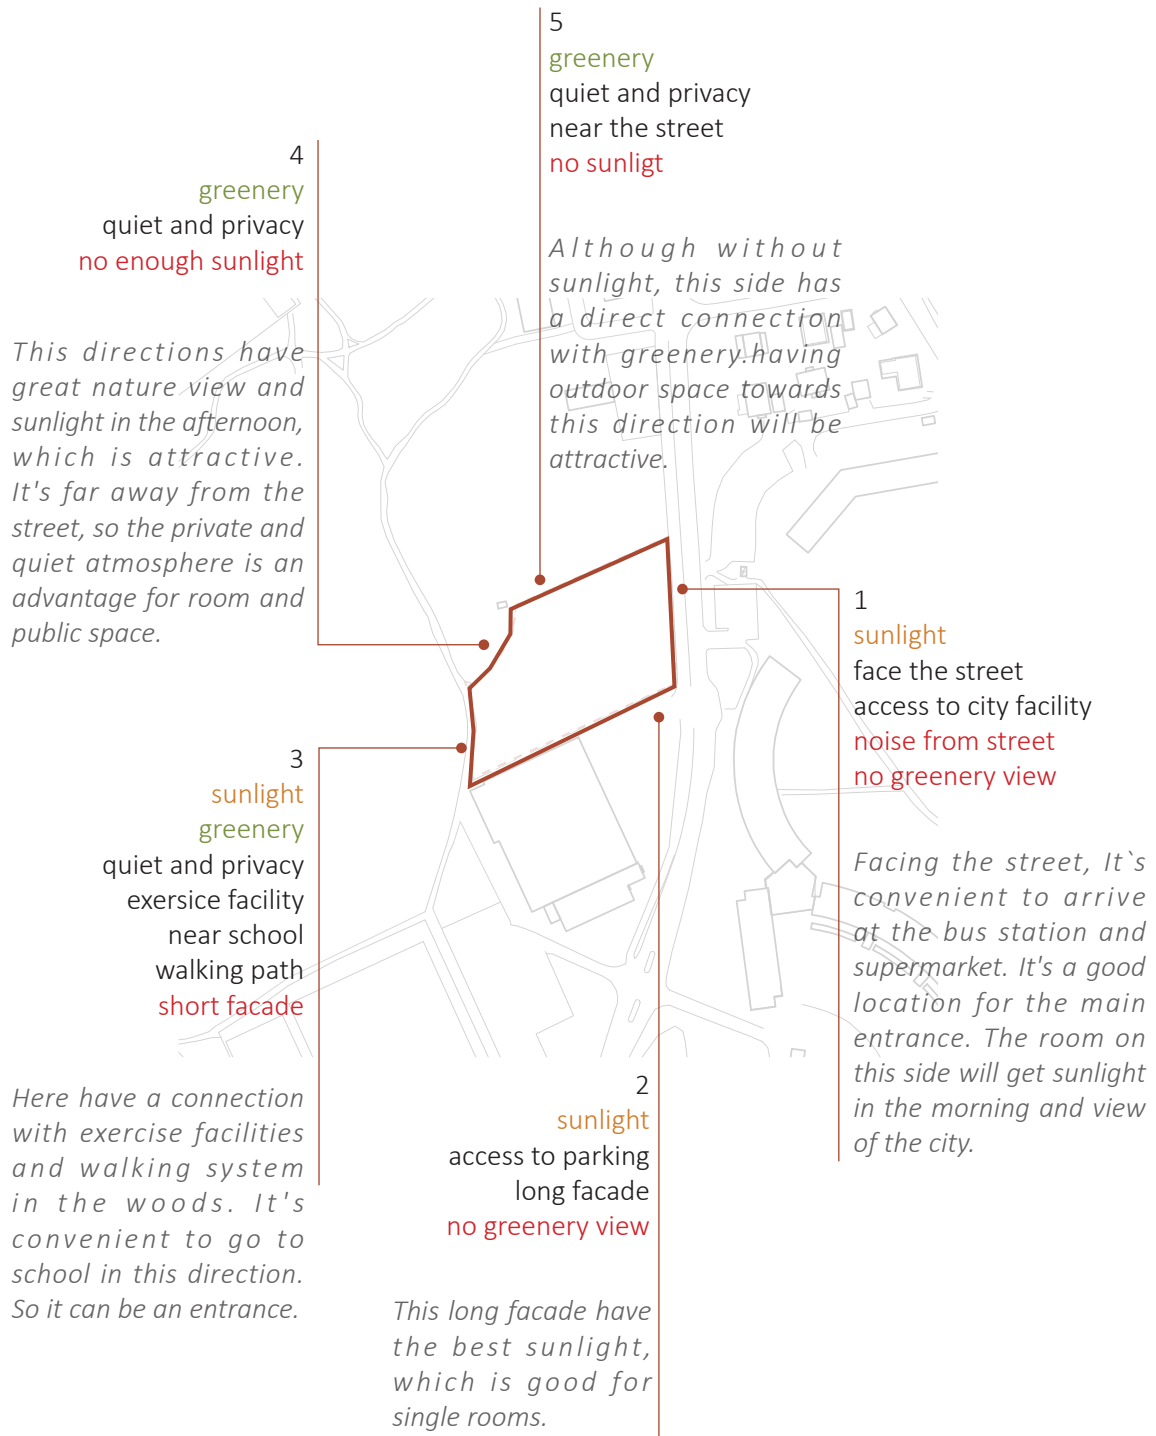 5
greenery
quiet and privacy
near the street
no sunligt
Although without
sunlight, this side has
a direct connection
with greenery.having
outdoor space towards
this direction will be
attractive.
4
greenery
quiet and privacy
no enough sunlight
This directions have
great nature view and
sunlight in the afternoon,
which is attractive.
It's far away from the
street, so the private and
quiet atmosphere is an
advantage for room and
public space.
1
sunlight
face the street
access to city facility
noise from street
no greenery view
Facing the street, It`s
convenient to arrive
at the bus station and
supermarket. It's a good
location for the main
entrance. The room on
this side will get sunlight
in the morning and view
of the city.
3
sunlight
greenery
quiet and privacy
exersice facility
near school
walking path
short facade
Here have a connection
with exercise facilities
and walking system
in the woods. It's
convenient to go to
school in this direction.
So it can be an entrance.
2
sunlight
access to parking
long facade
no greenery view
This long facade have
the best sunlight,
which is good for
single rooms.